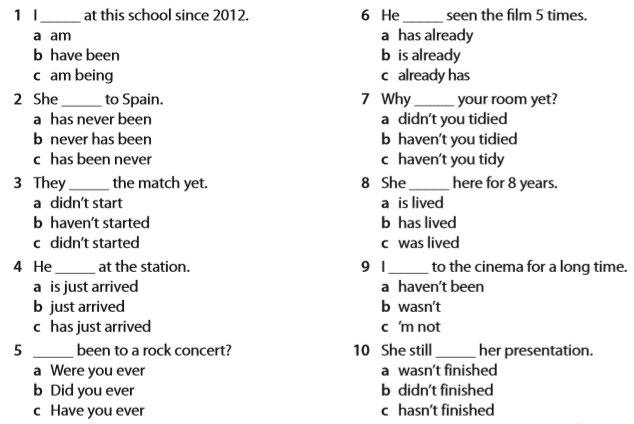 1 I_____ at this school since 2012.
a am
b have been
c am being
2 She _____ to Spain.
a has never been
b never has been
c has been never
3 They _____ the match yet.
a didn't start
b haven't started
c didn't started
4 He _____ at the station.
a is just arrived
b just arrived
c has just arrived
5 _____ been to a rock concert?
a Were you ever
b Did you ever
c Have you ever
6 He _____ seen the film 5 times.
a has already
b is already
c already has
7 Why _____ your room yet?
a didn't you tidied
b haven't you tidied
c haven't you tidy
8 She _____ here for 8 years.
a is lived
b has lived
c was lived
9 I_____ to the cinema for a long time.
a haven't been
b wasn't
c 'm not
10 She still _____ her presentation.
a wasn't finished
b didn't finished
c hasn't finished